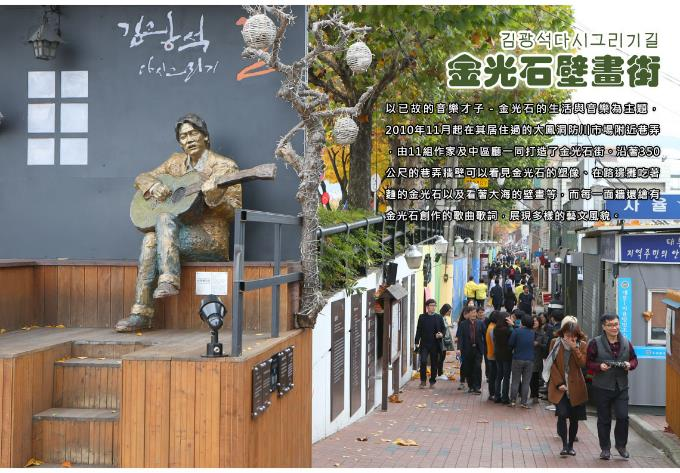 김광석
다시그리기
김광석다시그리기길
金光石壁畫街
以已故的音樂才子 - 金光石的生活與音樂為主題，
2010年11月起在其居住過的大鳳洞防川市場附近巷弄
，由11組作家及中區廳一同打造了金光石街。沿著350
公尺的巷弄牆壁可以看見金光石的塑像、在路邊攤吃著
麵的金光石以及看著大海的壁畫等，而每一面牆還繪有
金光石創作的歌曲歌詞，展現多樣的藝文風貌。
사율
지역주민의 안